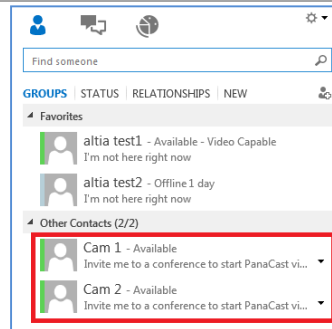 Find someone
GROUPS STATUS RELATIONSHIPS NEW
Favorites
altia test1 - Available - Video Capable
I'm not here right now
altia test2 - Offline 1 day
I'm not here right now
Other Contacts (2/2)
Cam 1 - Available
Invite me to a conference to start PanaCast vi...
Cam 2 - Available
Invite me to a conference to start PanaCast vi...